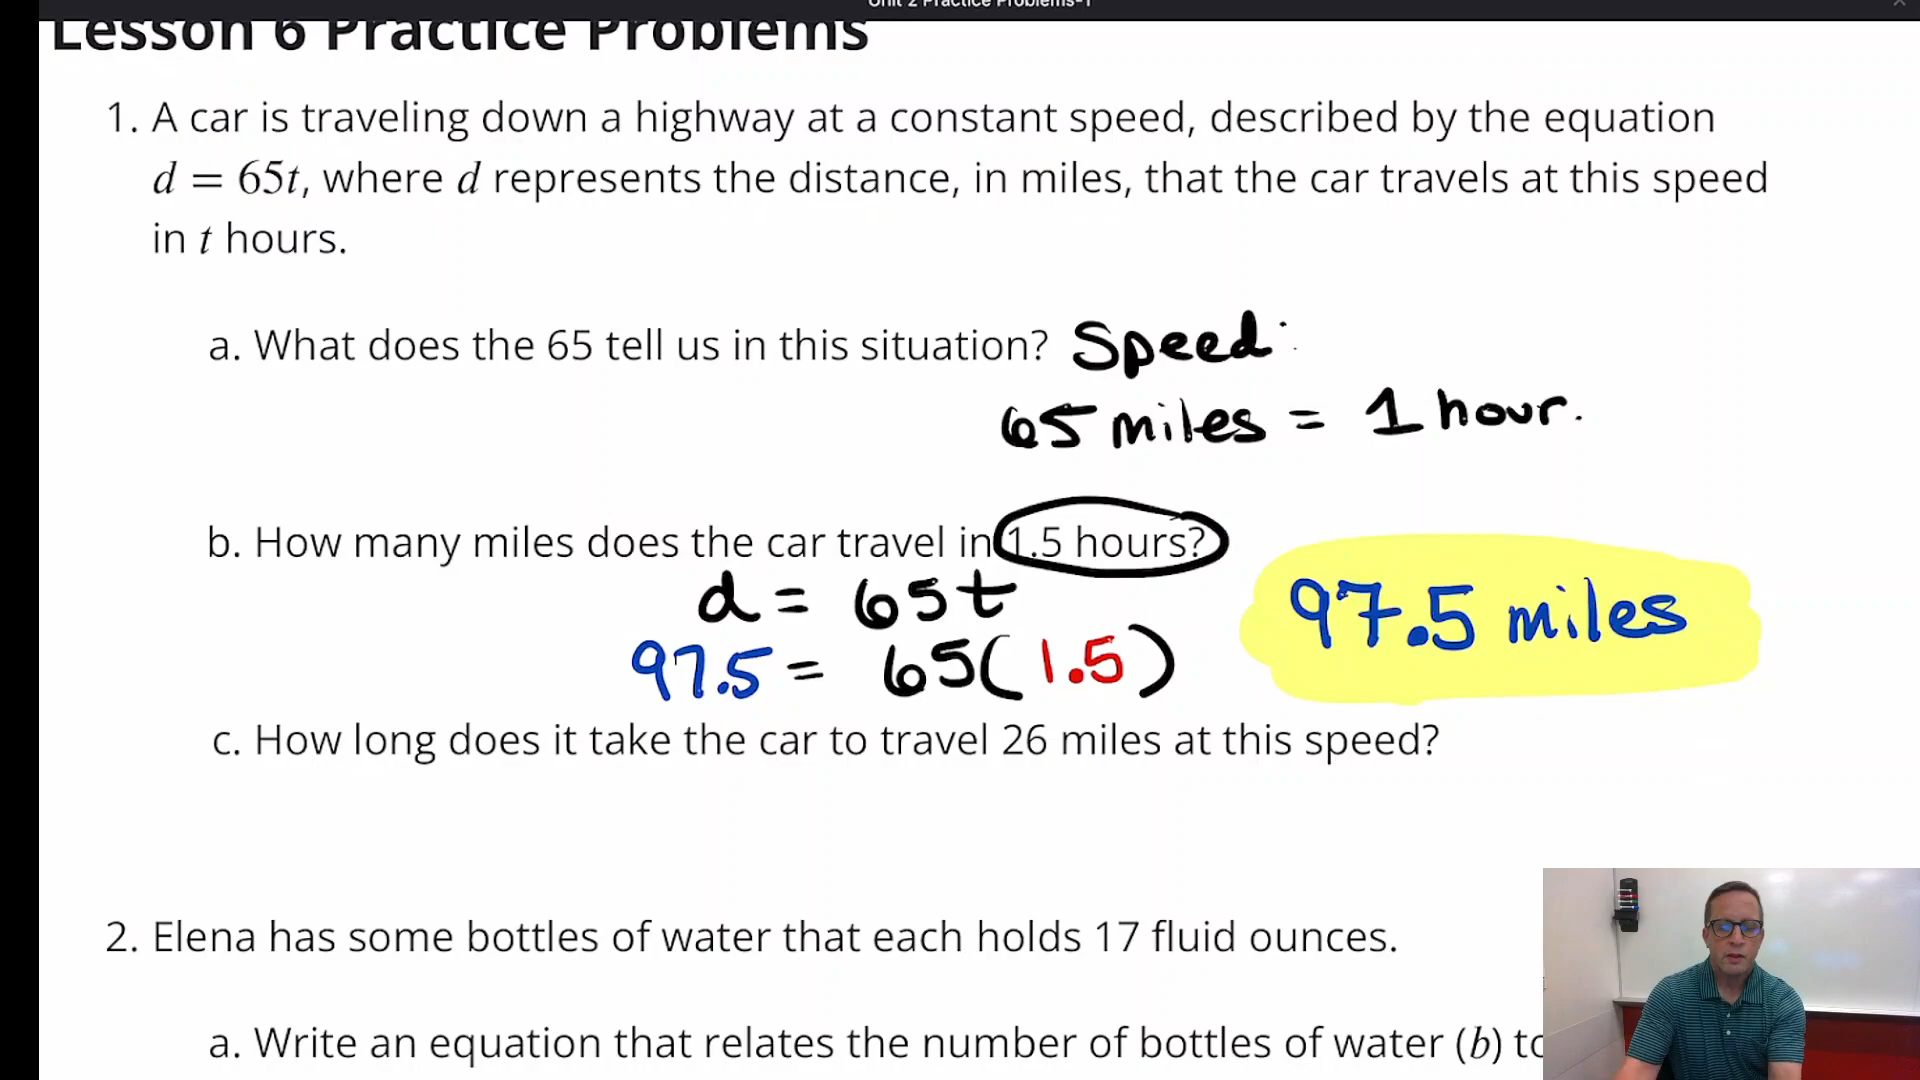 Unit 2 Practice Problems-1
Lesson 6 Practice Problems
1. A car is traveling down a highway at a constant speed, described by the equation
d = 65t, where d represents the distance, in miles, that the car travels at this speed
in t hours.
a. What does the 65 tell us in this situation? Speed:
65 miles = 1 hour.
b. How many miles does the car travel in 1.5 hours?
d = 65t
97.5 miles
97.5 = 65(1.5)
c. How long does it take the car to travel 26 miles at this speed?
2. Elena has some bottles of water that each holds 17 fluid ounces.
a. Write an equation that relates the number of bottles of water (b) to